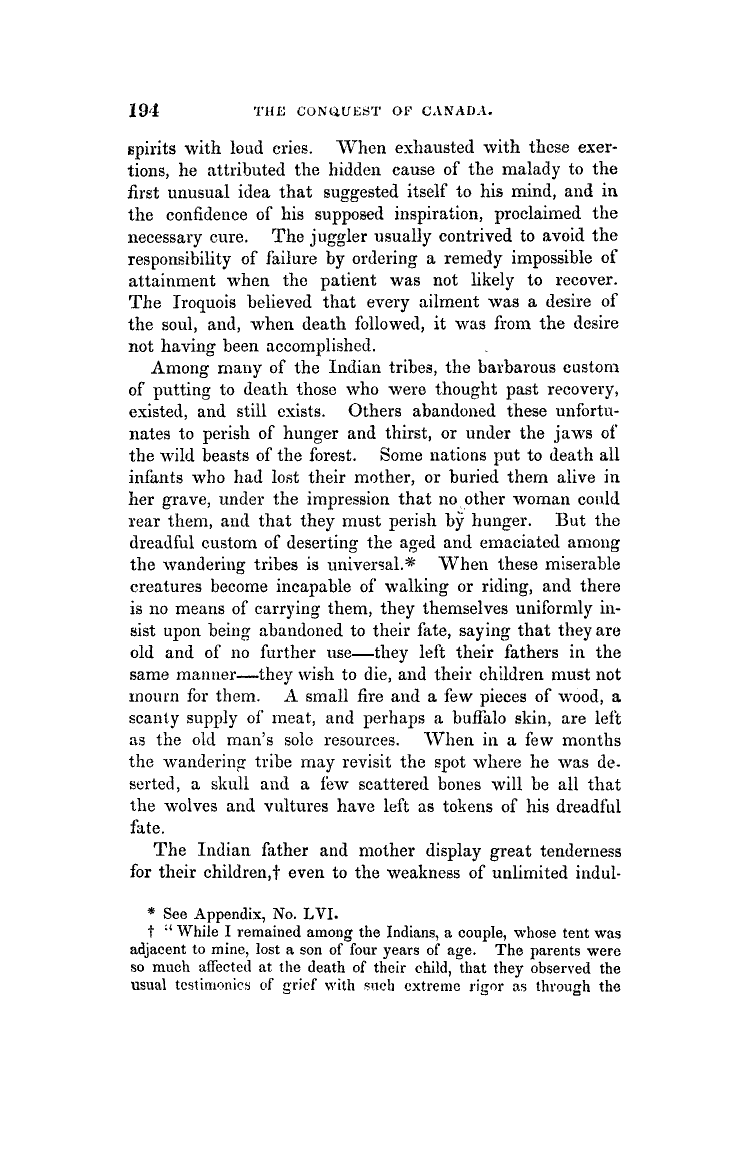 194 THE CONQUEST OF CANADA.
spirits with loud cries. When exhausted with these exer-
tions, he attributed the hidden cause of the malady to the
first unusual idea that suggested itself to his mind, and in
the confidence of his supposed inspiration, proclaimed the
necessary cure. The juggler usually contrived to avoid the
responsibility of failure by ordering a remedy impossible of
attainment when the patient was not likely to recover.
The Iroquois believed that every ailment was a desire of
the soul, and, when death followed, it was from the desire
not having been accomplished.
Among many of the Indian tribes, the barbarous custom
of putting to death those who were thought past recovery,
existed, and still exists. Others abandoned these unfortu-
nates to perish of hunger and thirst, or under the jaws of
the wild beasts of the forest. Some nations put to death all
infants who had lost their mother, or buried them alive in
her grave, under the impression that no other woman could
rear them, and that they must perish by hunger. But the
dreadful custom of deserting the aged and emaciated among
the wandering tribes is universal.* When these miserable
creatures become incapable of walking or riding, and there
is no means of carrying them, they themselves uniformly in-
sist upon being abandoned to their fate, saying that they are
old and of no further use—they left their fathers in the
same manner—they wish to die, and their children must not
mourn for them. A small fire and a few pieces of wood, a
scanty supply of meat, and perhaps a buffalo skin, are left
as the old man's sole resources. When in a few months
the wandering tribe may revisit the spot where he was de-
serted, a skull and a few scattered bones will be all that
the wolves and vultures have left as tokens of his dreadful
fate.
The Indian father and mother display great tenderness
for their children,† even to the weakness of unlimited indul-
* See Appendix, No. LVI.
† "While I remained among the Indians, a couple, whose tent was
adjacent to mine, lost a son of four years of age. The parents were
so much affected at the death of their child, that they observed the
usual testimonies of grief with such extreme rigor as through the